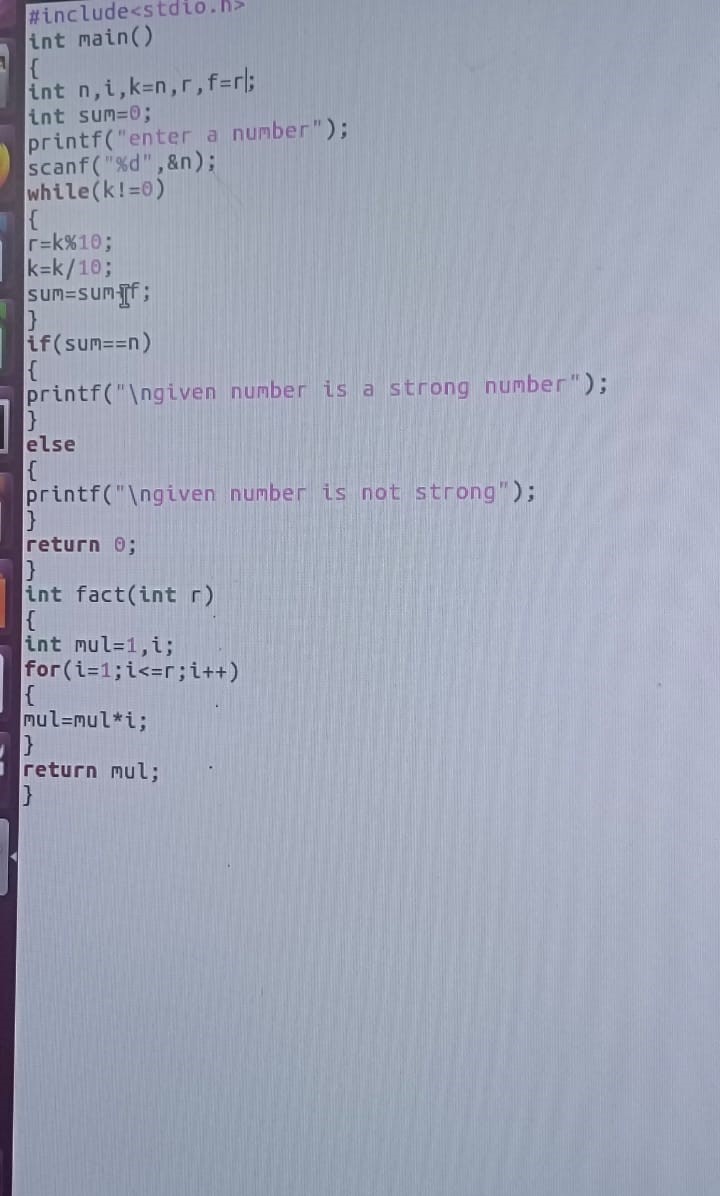 #include<stdio.h>
int main()
{
int n,i,k=n,r,f=r;
int sum=0;
printf("enter a number");
scanf("%d",&n);
while(k!=0)
{
r=k%10;
k=k/10;
sum=sum+f;
}
if(sum==n)
{
printf("\ngiven number is a strong number");
}
else
{
printf("\ngiven number is not strong");
}
return 0;
}
int fact(int r)
{
int mul=1,i;
for(i=1;i<=r;i++)
{
mul=mul*i;
}
return mul;
}